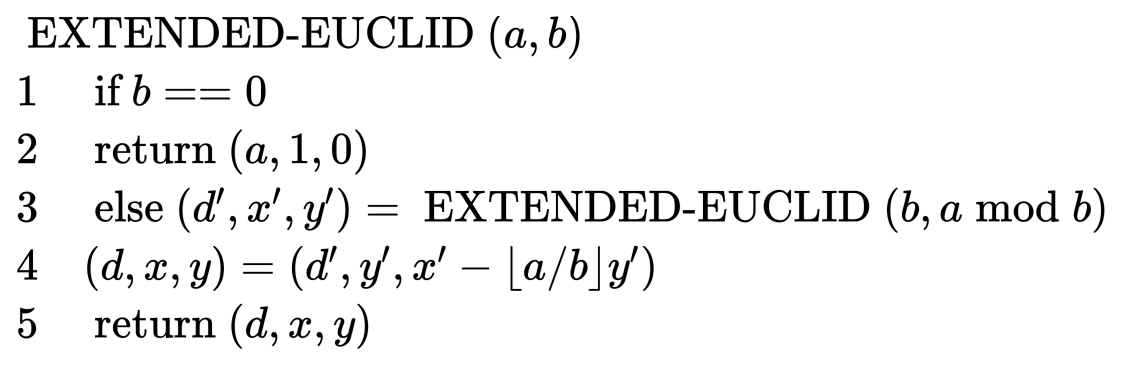 EXTENDED-EUCLID (a, b)
1 if b == 0
2 return (a, 1, 0)
3 else (d′, x′, y′) = EXTENDED-EUCLID (b, a mod b)
4 (d, x, y) = (d′, y′, x′ − ⌊a/b⌋y′)
5 return (d, x, y)